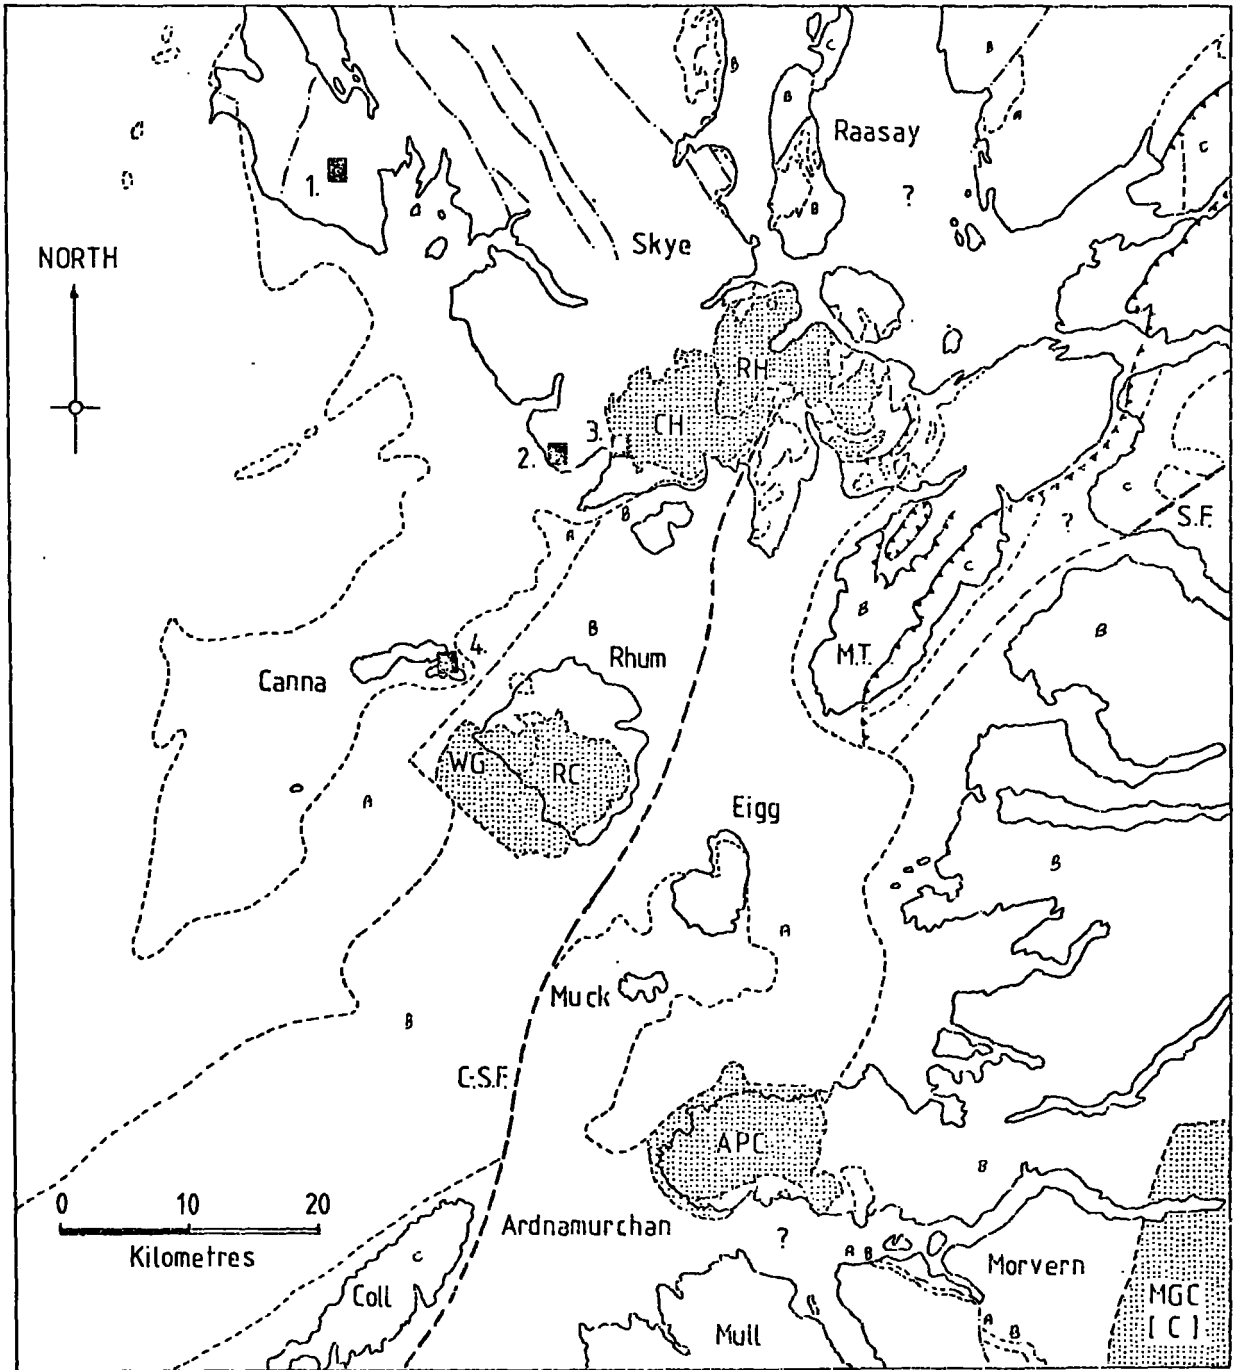 B
B
C
B
A
Raasay
C
1.
B
?
Skye
NORTH
RH
CH
3.
2.
C
S.F.
?
B
A
C
B
B
B
Rhum
4.
M.T.
Canna
WG
RC
A
Eigg
B
A
Muck
B
C.S.F.
APC
B
0 10 20
Kilometres
Ardnamurchan
?
A B
Morvern
C
Coll
MGC
[ C ]
Mull
A
B